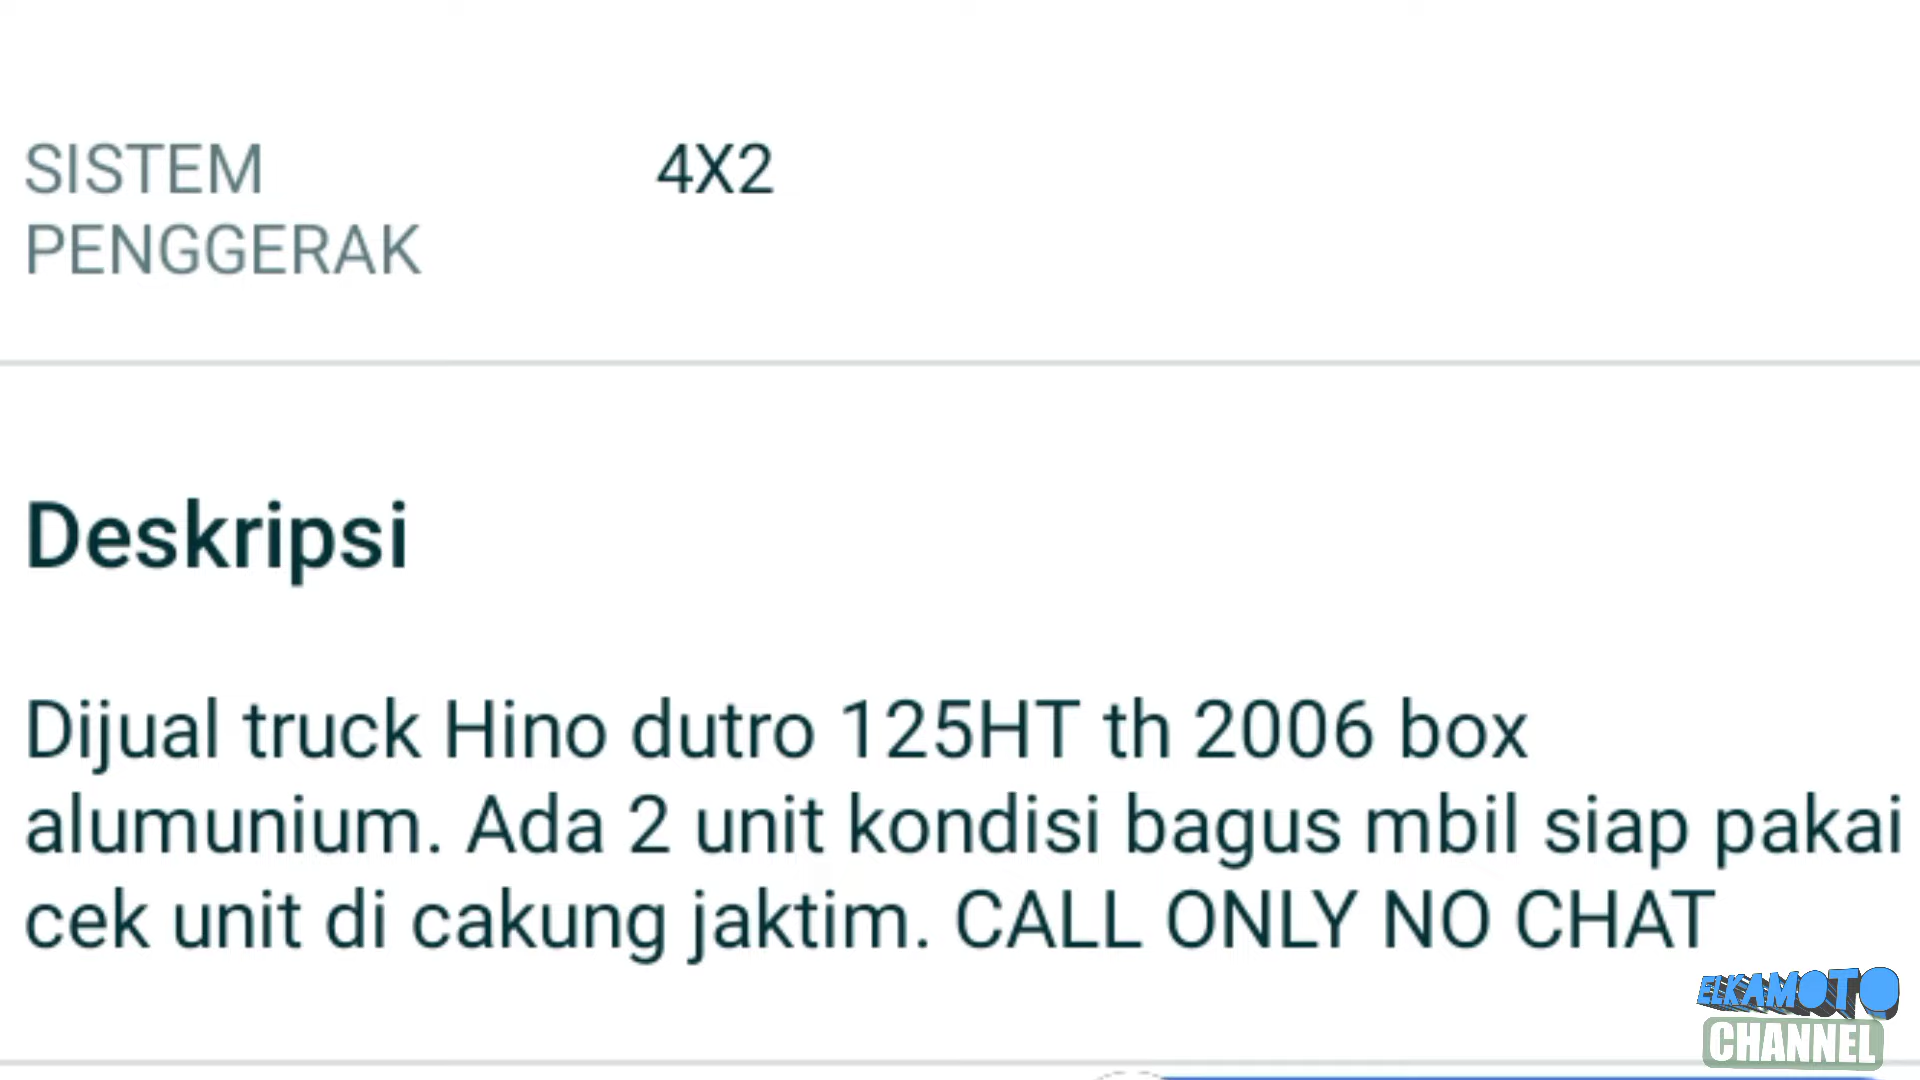 SISTEM 4X2
PENGGERAK
Deskripsi
Dijual truck Hino dutro 125HT th 2006 box
alumunium. Ada 2 unit kondisi bagus mbil siap pakai
cek unit di cakung jaktim. CALL ONLY NO CHAT
ELKAMOTO
CHANNEL